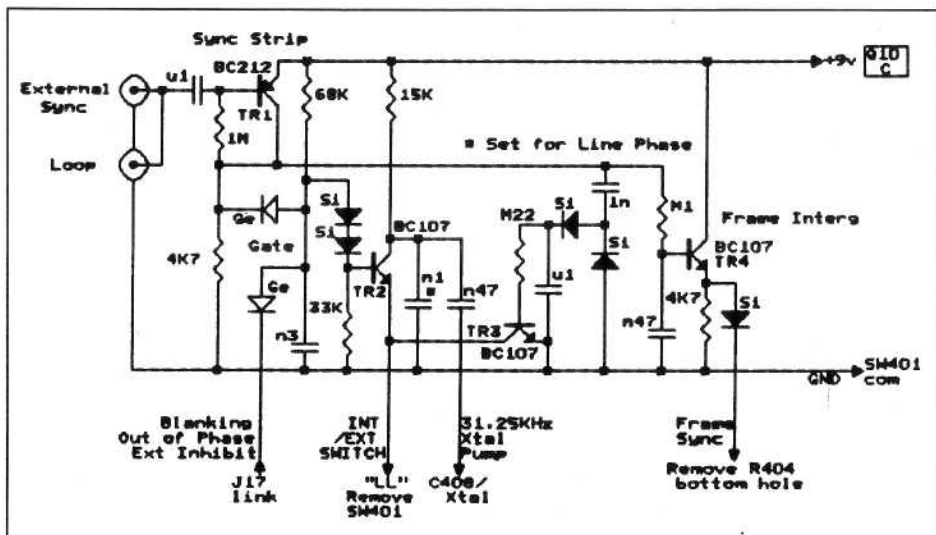 Sync Strip
BC212
u1
TR1
68K
15K
+9v
GID
C
External
Sync
Loop
1M
* Set for Line Phase
Ge
Gate
Si
Si
BC107
TR2
4K7
Ge
33K
n3
n1
*
n47
M22
Si
1n
Si
u1
TR3
BC107
M1
Frame Interg
BC107
TR4
4K7
n47
Si
GND
SW401
com
Blanking
Out of Phase
Ext Inhibit
J17
link
INT
/EXT
SWITCH
"LL"
Remove
SW401
31.25KHz
Xtal
Pump
C408/
Xtal
Frame
Sync
Remove R404
bottom hole